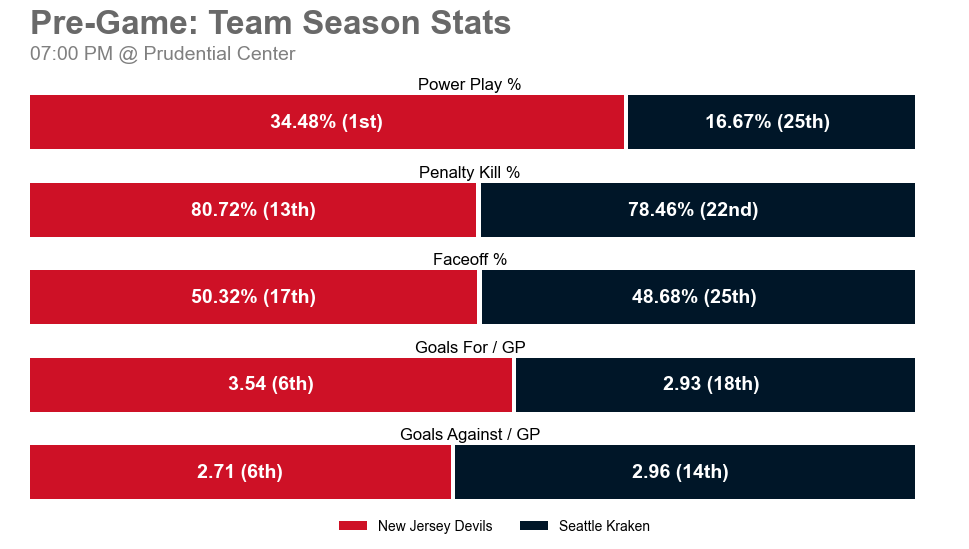 Pre-Game: Team Season Stats
07:00 PM @ Prudential Center
Power Play %
34.48% (1st) 16.67% (25th)
Penalty Kill %
80.72% (13th) 78.46% (22nd)
Faceoff %
50.32% (17th) 48.68% (25th)
Goals For / GP
3.54 (6th) 2.93 (18th)
Goals Against / GP
2.71 (6th) 2.96 (14th)
New Jersey Devils Seattle Kraken